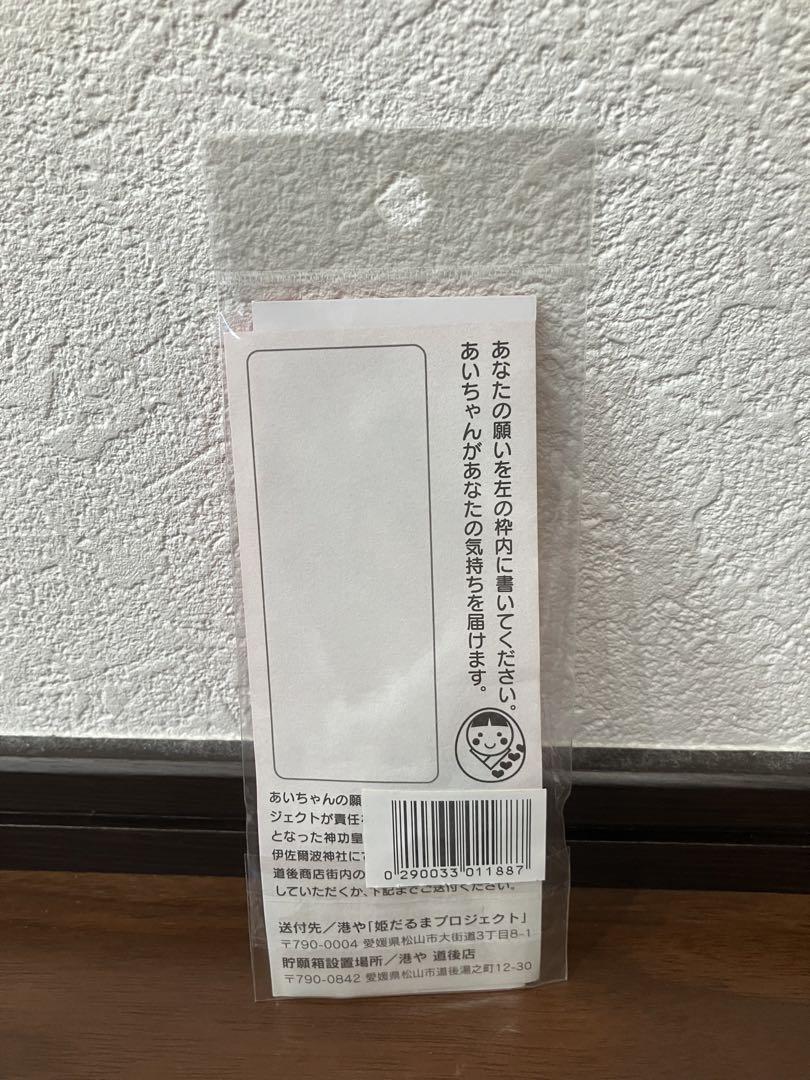 あなたの願いを左の枠内に書いてください。
あいちゃんがあなたの気持ちを届けます。
あいちゃんの願
ジェクトが責任
となった神功皇
伊佐爾波神社にて
道後商店街内の
していただくか、下記までご送付ください。
0 290033 011887
送付先／港や「姫だるまプロジェクト」
〒790-0004 愛媛県松山市大街道3丁目8-1
貯願箱設置場所／港や 道後店
〒790-0842 愛媛県松山市道後湯之町12-30